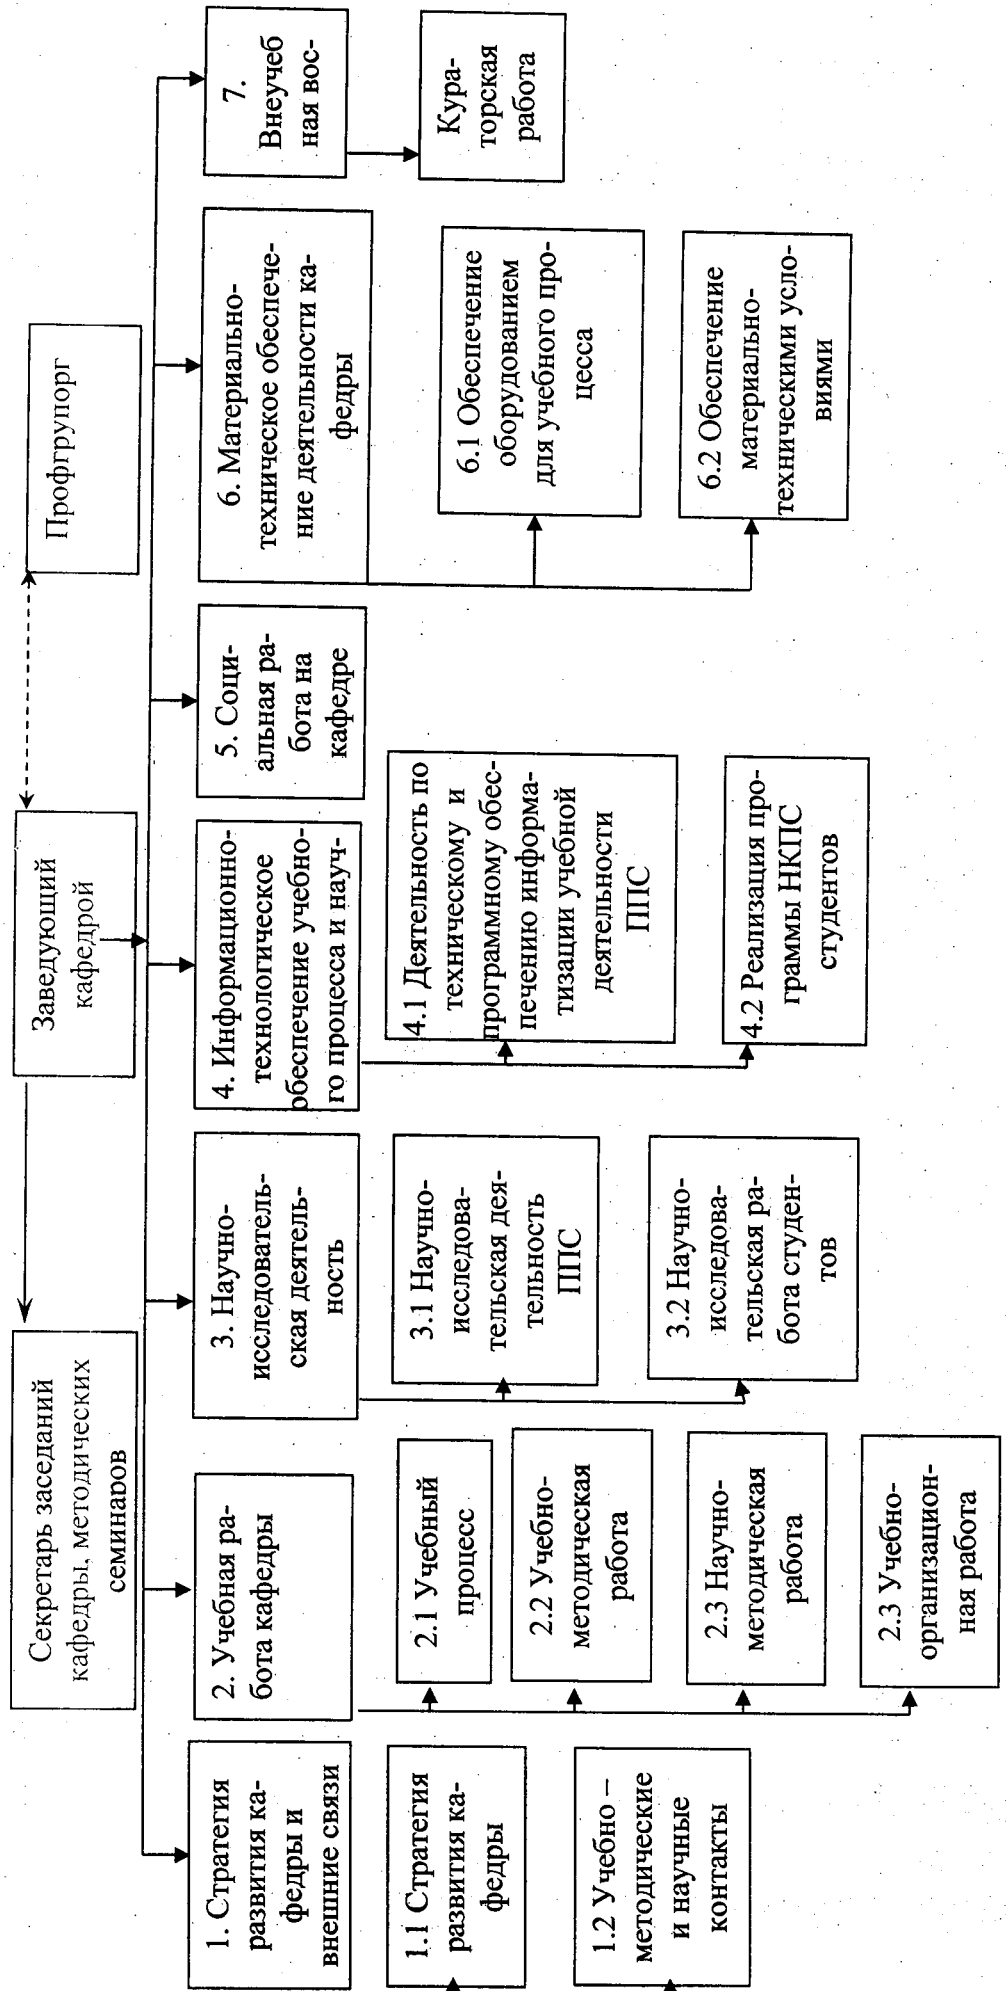 Секретарь заседаний
кафедры, методических
семинаров
Заведующий
кафедрой
Профгрупорг
1. Стратегия
развития ка-
федры и
внешние связи
1.1 Стратегия
развития ка-
федры
1.2 Учебно –
методические
и научные
контакты
2. Учебная ра-
бота кафедры
2.1 Учебный
процесс
2.2 Учебно-
методическая
работа
2.3 Научно-
методическая
работа
2.3 Учебно-
организацион-
ная работа
3. Научно-
исследователь-
ская деятель-
ность
3.1 Научно-
исследова-
тельская дея-
тельность
ППС
3.2 Научно-
исследова-
тельская ра-
бота студен-
тов
4. Информационно-
технологическое
обеспечение учебно-
го процесса и науч-
4.1 Деятельность по
техническому и
программному обес-
печению информа-
тизации учебной
деятельности
ППС
4.2 Реализация про-
граммы НКПС
студентов
5. Соци-
альная ра-
бота на
кафедре
6. Материально-
техническое обеспече-
ние деятельности ка-
федры
6.1 Обеспечение
оборудованием
для учебного про-
цесса
6.2 Обеспечение
материально-
техническими усло-
виями
7.
Внеучеб
ная вос-
Кура-
торская
работа